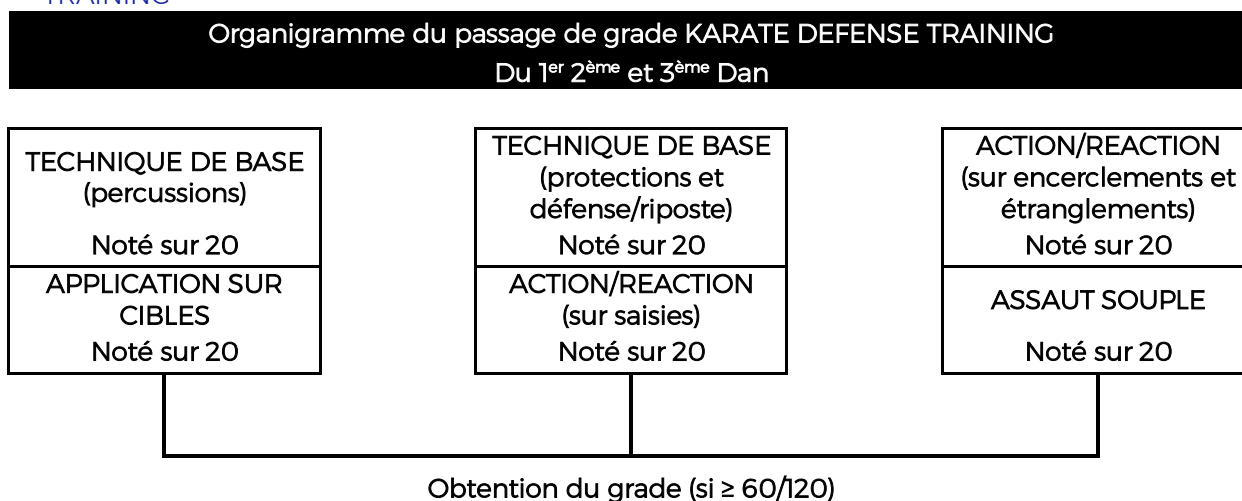 TRAINING
Organigramme du passage de grade KARATE DEFENSE TRAINING
Du 1er 2ème et 3ème Dan
TECHNIQUE DE BASE
(percussions)
Noté sur 20
APPLICATION SUR
CIBLES
Noté sur 20
TECHNIQUE DE BASE
(protections et
défense/riposte)
Noté sur 20
ACTION/REACTION
(sur saisies)
Noté sur 20
ACTION/REACTION
(sur encerclements et
étranglements)
Noté sur 20
ASSAUT SOUPLE
Noté sur 20
Obtention du grade (si ≥ 60/120)